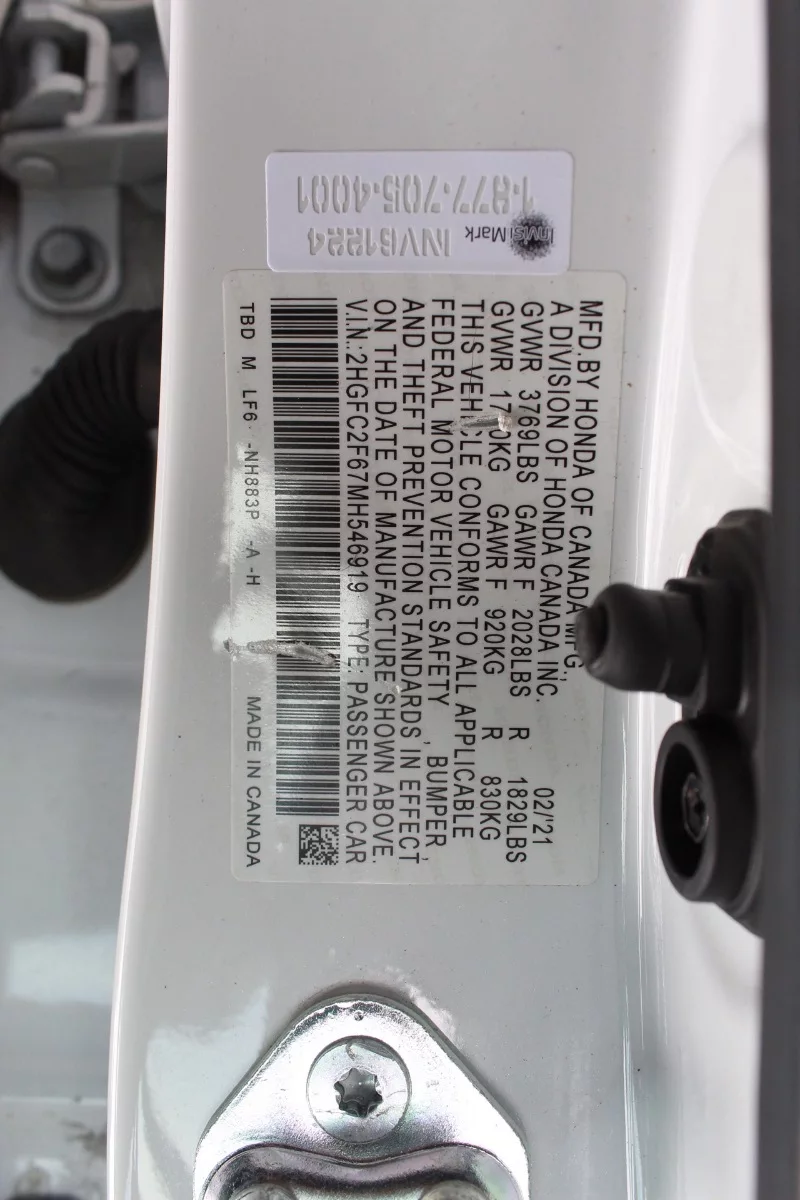 1-877-705-4001
InvisiMark
INV61224
MFD. BY HONDA OF CANADA MFG.,
A DIVISION OF HONDA CANADA INC. 02/'21
GVWR 3769LBS GAWR F 2028LBS R 1829LBS
GVWR 1710KG GAWR F 920KG R 830KG
THIS VEHICLE CONFORMS TO ALL APPLICABLE
FEDERAL MOTOR VEHICLE SAFETY , BUMPER,
AND THEFT PREVENTION STANDARDS IN EFFECT
ON THE DATE OF MANUFACTURE SHOWN ABOVE.
V.I.N.: 2HGFC2F67MH546919 TYPE: PASSENGER CAR
TBD M LF6 -NH883P -A -H MADE IN CANADA